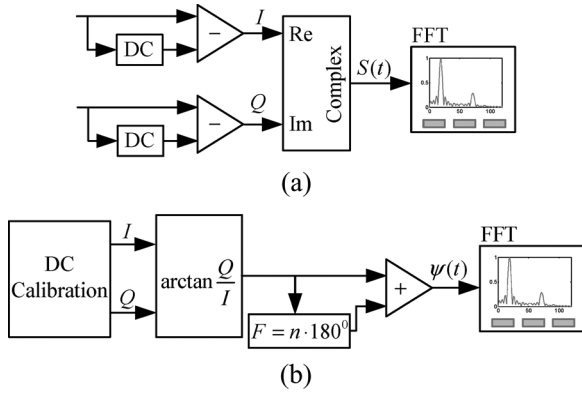 I
FFT
DC
−
Re
Complex
S(t)
1
0.5
0
0 50 100
Q
DC
−
Im
(a)
DC
Calibration
I
Q
arctan Q/I
F = n·180⁰
+
ψ(t)
FFT
1
0.5
0
0 50 100
(b)